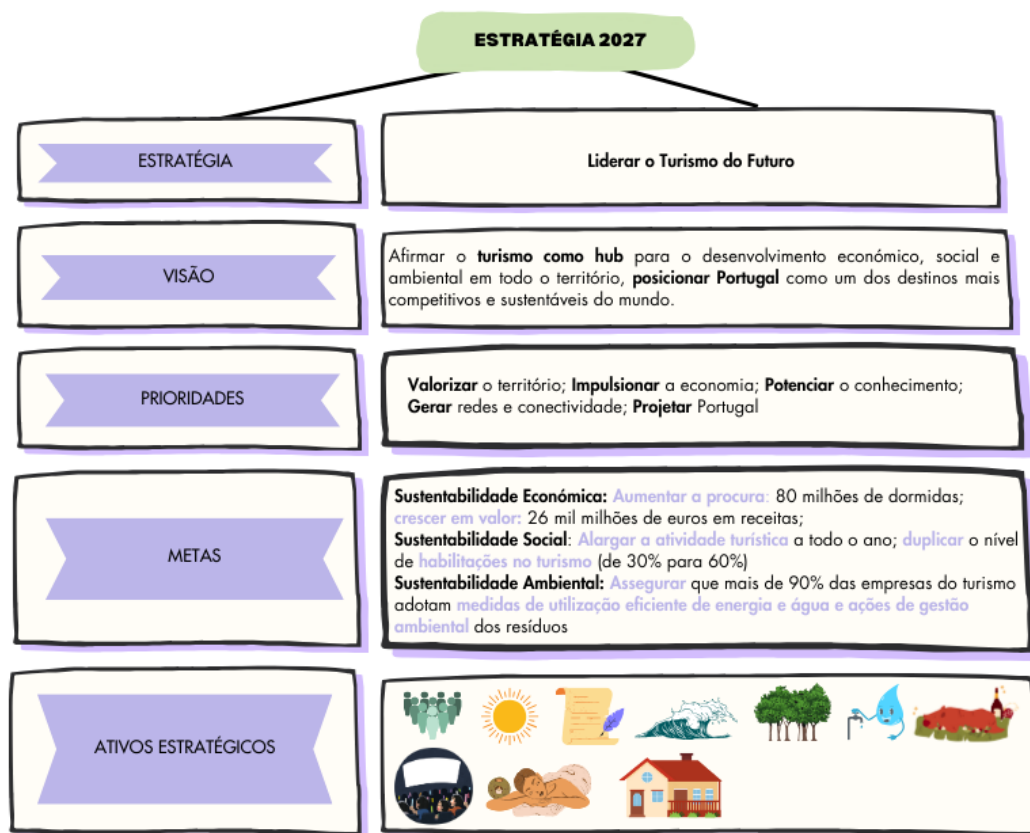 ESTRATÉGIA 2027
ESTRATÉGIA
Liderar o Turismo do Futuro
VISÃO
Afirmar o turismo como hub para o desenvolvimento económico, social e
ambiental em todo o território, posicionar Portugal como um dos destinos mais
competitivos e sustentáveis do mundo.
PRIORIDADES
Valorizar o território; Impulsionar a economia; Potenciar o conhecimento;
Gerar redes e conectividade; Projetar Portugal
METAS
Sustentabilidade Económica: Aumentar a procura: 80 milhões de dormidas;
crescer em valor: 26 mil milhões de euros em receitas;
Sustentabilidade Social: Alargar a atividade turística a todo o ano; duplicar o nível
de habilitações no turismo (de 30% para 60%)
Sustentabilidade Ambiental: Assegurar que mais de 90% das empresas do turismo
adotam medidas de utilização eficiente de energia e água e ações de gestão
ambiental dos resíduos
ATIVOS ESTRATÉGICOS